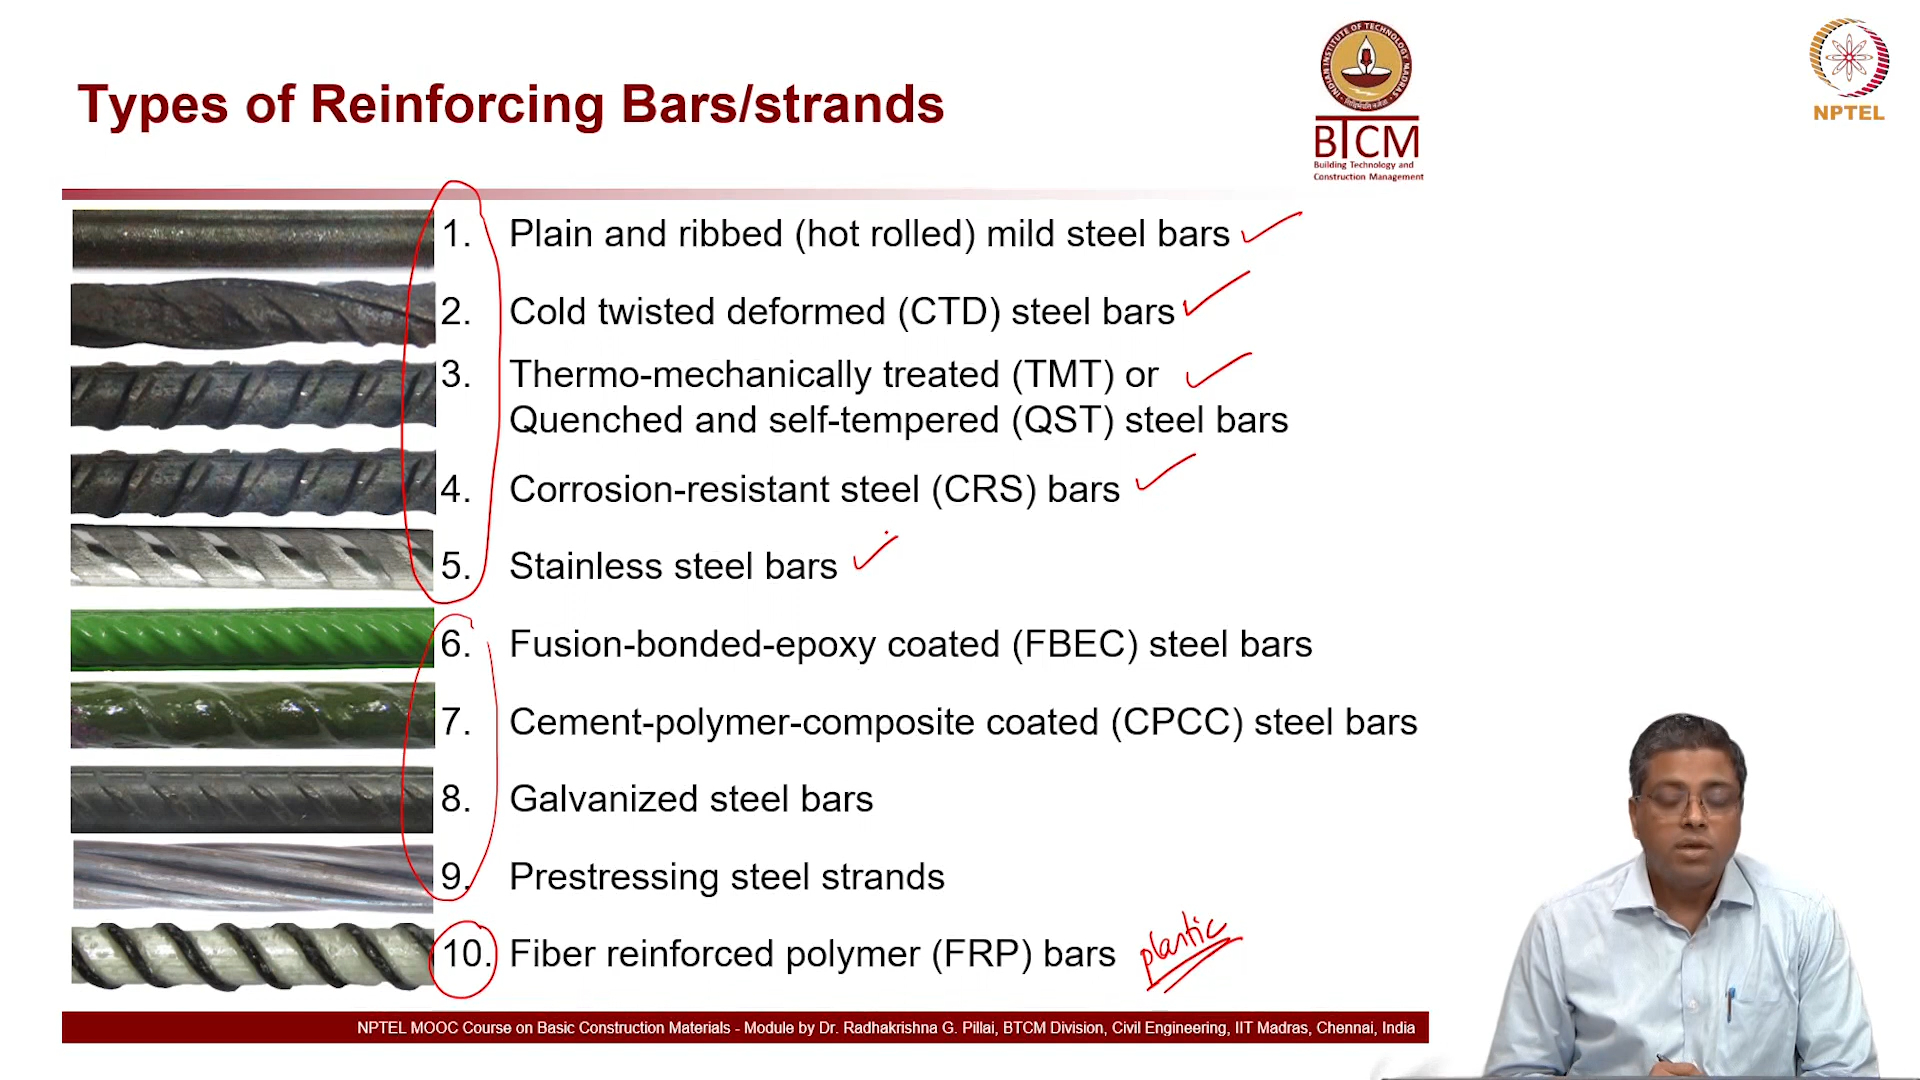 Types of Reinforcing Bars/strands
INDIAN INSTITUTE OF TECHNOLOGY MADRAS
BTCM
Building Technology and
Construction Management
NPTEL
1. Plain and ribbed (hot rolled) mild steel bars
2. Cold twisted deformed (CTD) steel bars
3. Thermo-mechanically treated (TMT) or
Quenched and self-tempered (QST) steel bars
4. Corrosion-resistant steel (CRS) bars
5. Stainless steel bars
6. Fusion-bonded-epoxy coated (FBEC) steel bars
7. Cement-polymer-composite coated (CPCC) steel bars
8. Galvanized steel bars
9. Prestressing steel strands
10. Fiber reinforced polymer (FRP) bars plastic
NPTEL MOOC Course on Basic Construction Materials - Module by Dr. Radhakrishna G. Pillai, BTCM Division, Civil Engineering, IIT Madras, Chennai, India